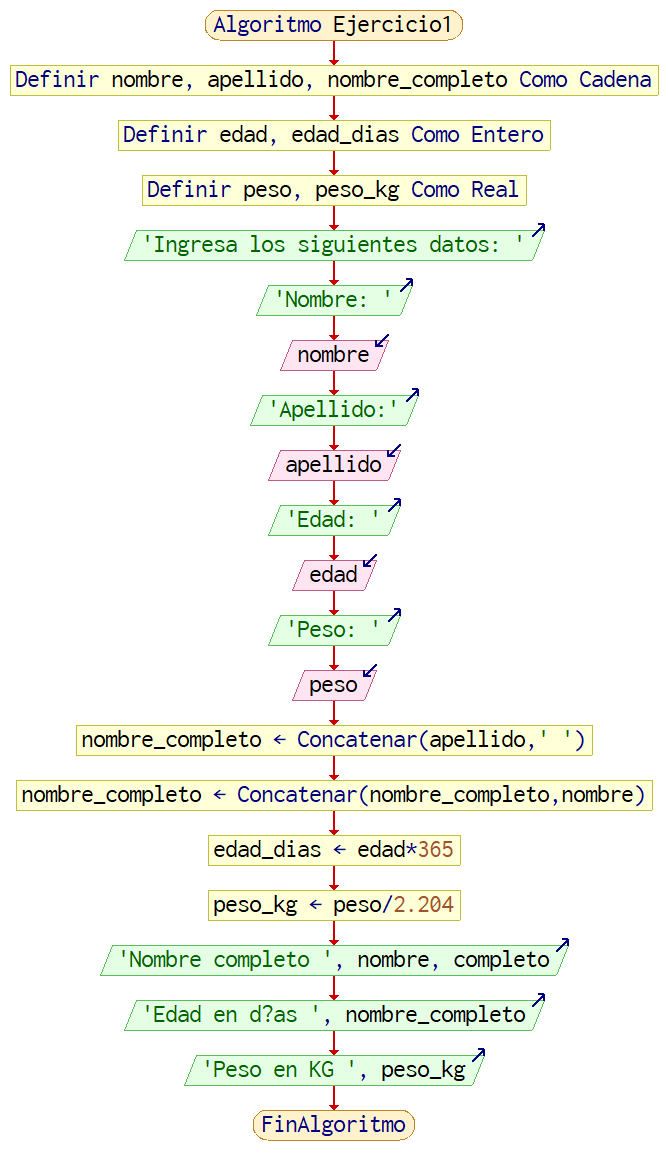 Algoritmo Ejercicio1
Definir nombre, apellido, nombre_completo Como Cadena
Definir edad, edad_dias Como Entero
Definir peso, peso_kg Como Real
'Ingresa los siguientes datos: '
'Nombre: '
nombre
'Apellido:'
apellido
'Edad: '
edad
'Peso: '
peso
nombre_completo ← Concatenar(apellido,' ')
nombre_completo ← Concatenar(nombre_completo,nombre)
edad_dias ← edad*365
peso_kg ← peso/2.204
'Nombre completo ', nombre, completo
'Edad en d?as ', nombre_completo
'Peso en KG ', peso_kg
FinAlgoritmo